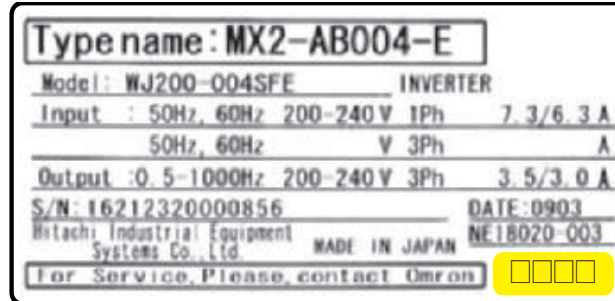 Type name: MX2-AB004-E
Model: WJ200-004SFE INVERTER
Input : 50Hz, 60Hz 200-240 V 1Ph 7.3/6.3 A
50Hz, 60Hz V 3Ph A
Output :0.5-1000Hz 200-240 V 3Ph 3.5/3.0 A
S/N: 16212320000856 DATE:0903
Hitachi Industrial Equipment
Systems Co., Ltd. MADE IN JAPAN NE18020-003
For Service, Please, contact Omron □□□□